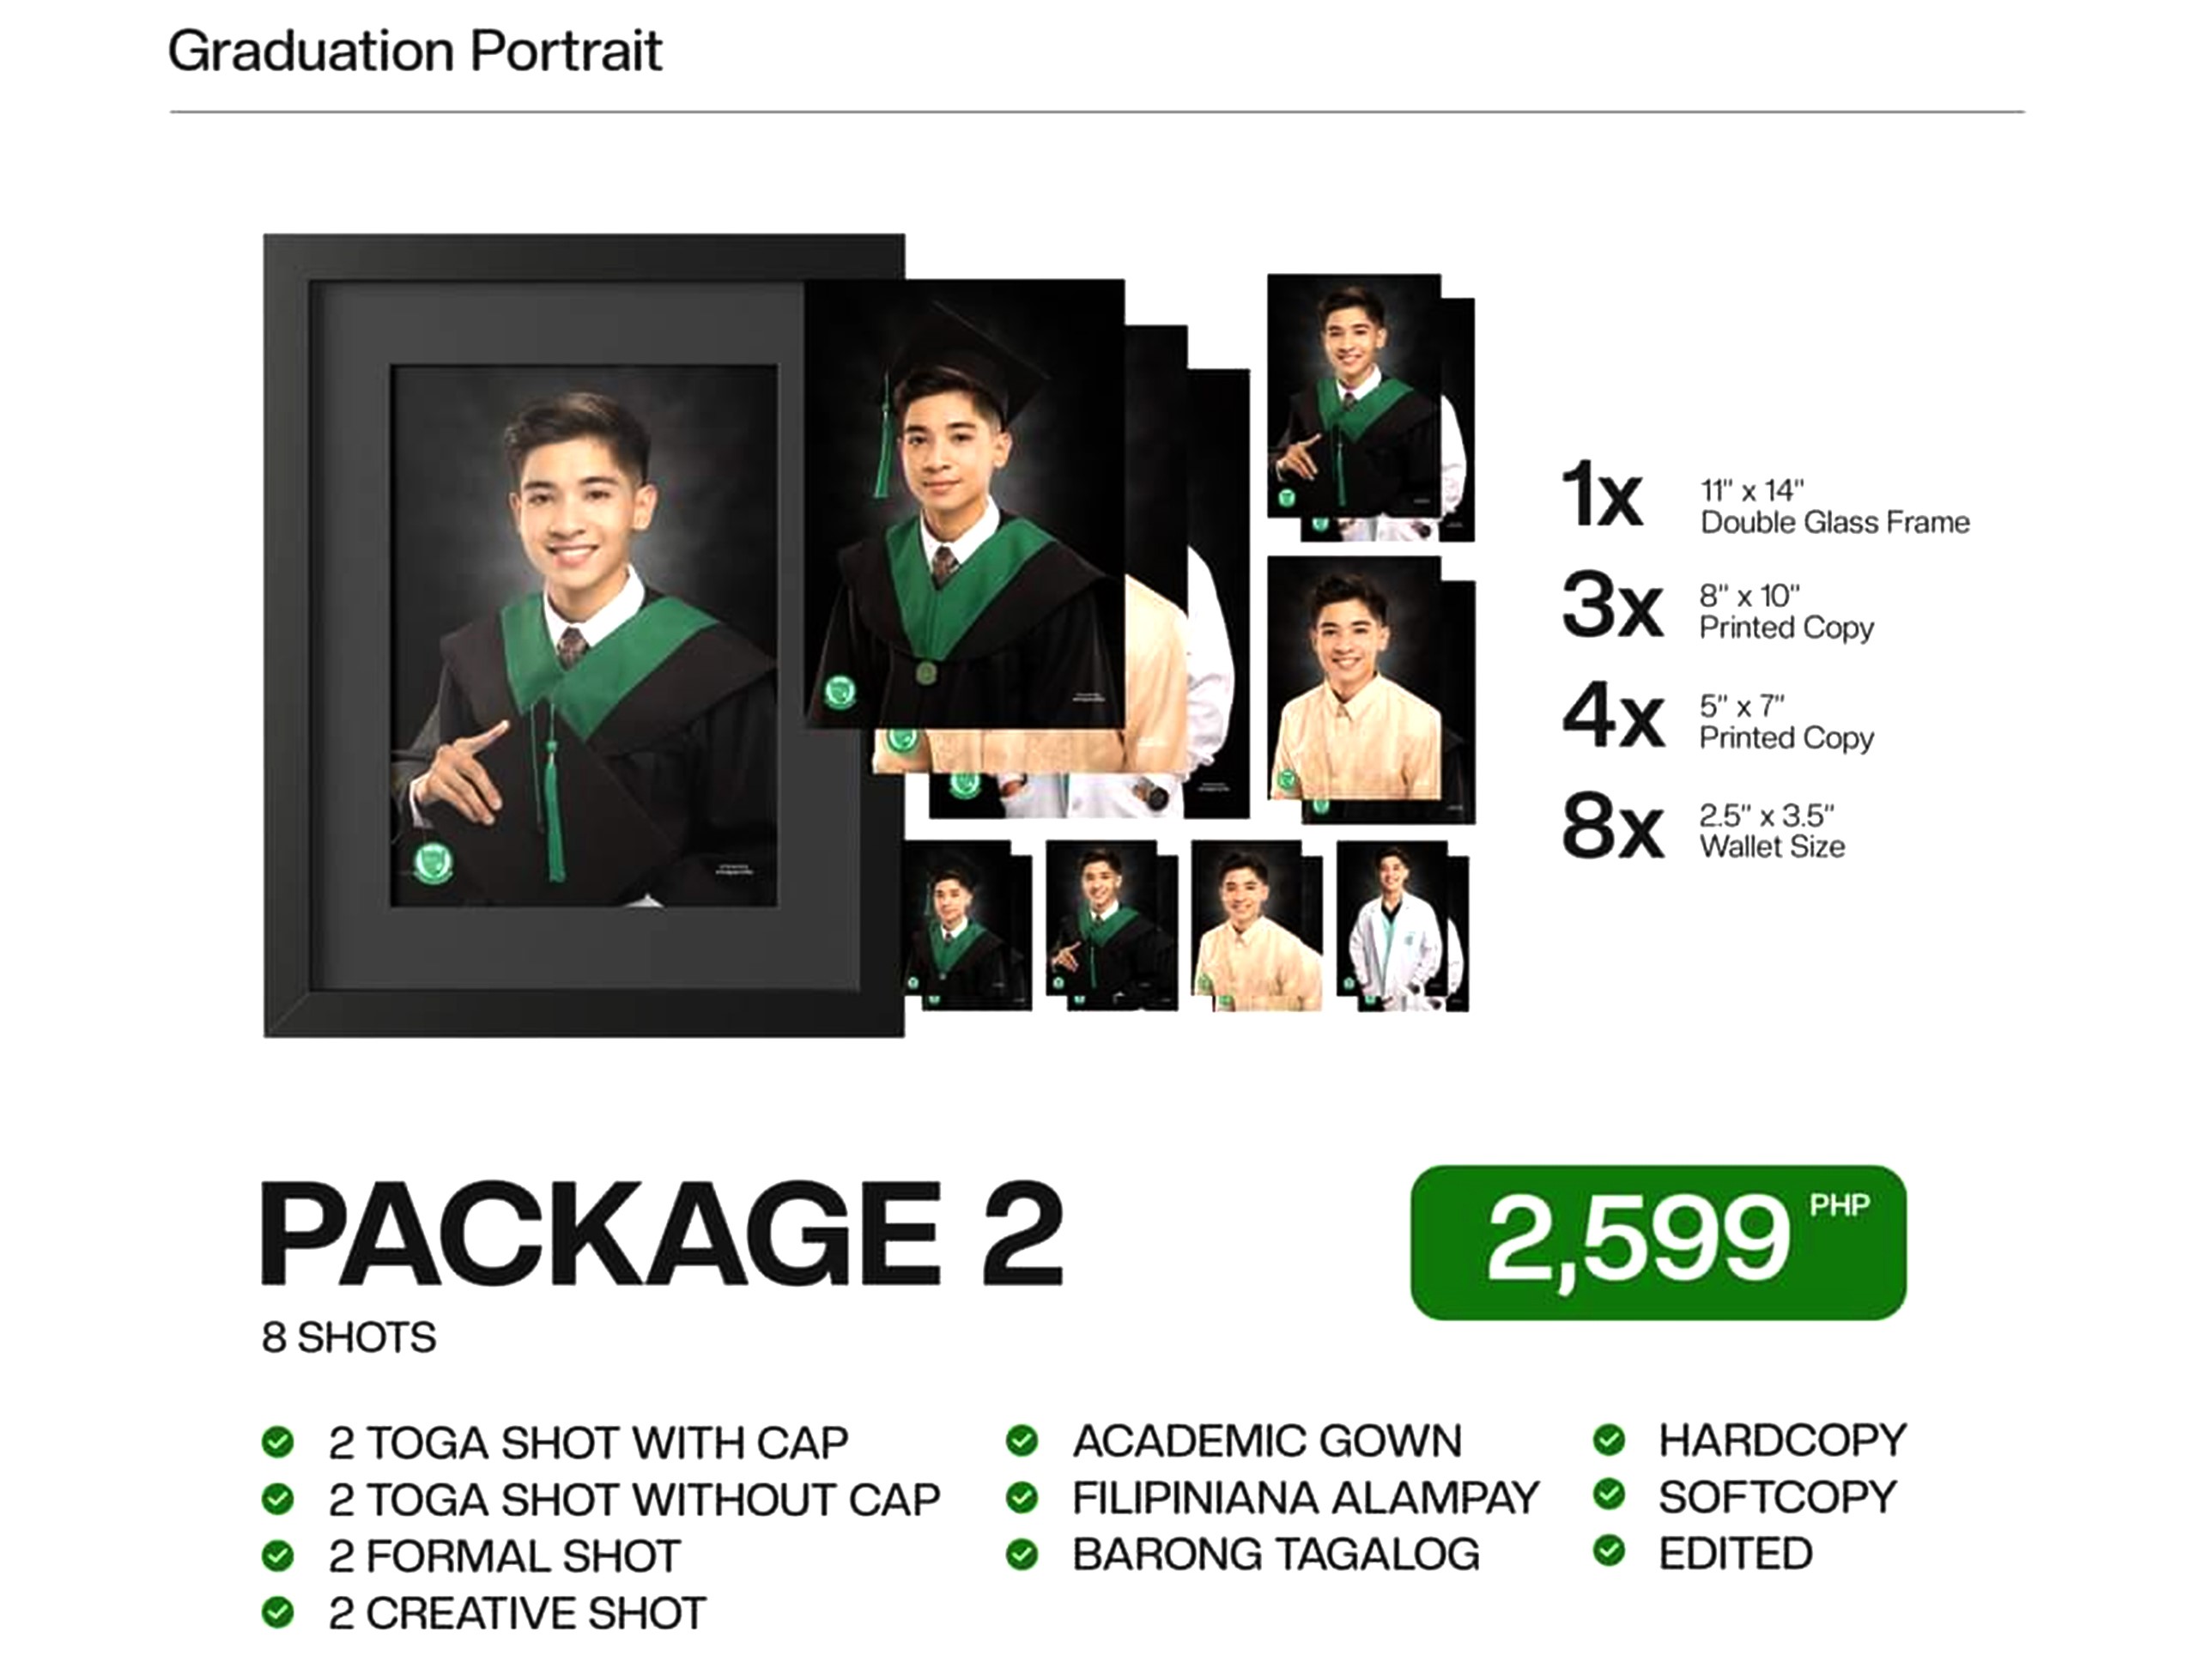 Graduation Portrait
1x
11" x 14"
Double Glass Frame
3x
8" x 10"
Printed Copy
4x
5" x 7"
Printed Copy
8x
2.5" x 3.5"
Wallet Size
PACKAGE 2
2,599 PHP
8 SHOTS
2 TOGA SHOT WITH CAP
2 TOGA SHOT WITHOUT CAP
2 FORMAL SHOT
2 CREATIVE SHOT
ACADEMIC GOWN
FILIPINIANA ALAMPAY
BARONG TAGALOG
HARDCOPY
SOFTCOPY
EDITED